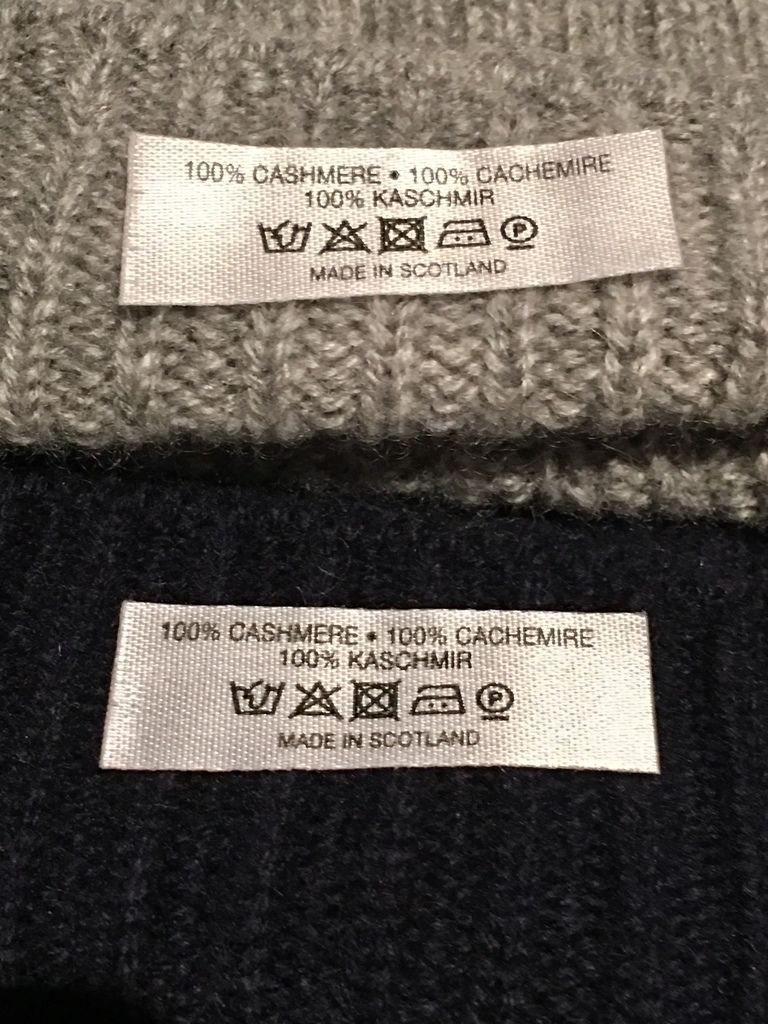 100% CASHMERE • 100% CACHEMIRE
100% KASCHMIR
P
MADE IN SCOTLAND
100% CASHMERE • 100% CACHEMIRE
100% KASCHMIR
P
MADE IN SCOTLAND